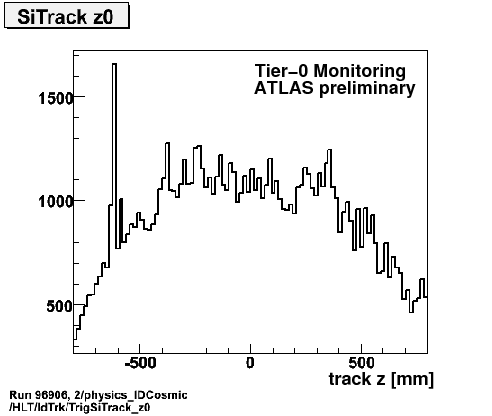 SiTrack z0
Tier-0 Monitoring
ATLAS preliminary
1500
1000
500
-500 0 500
track z [mm]
Run 96906, 2/physics_IDCosmic
/HLT/IdTrk/TrigSiTrack_z0